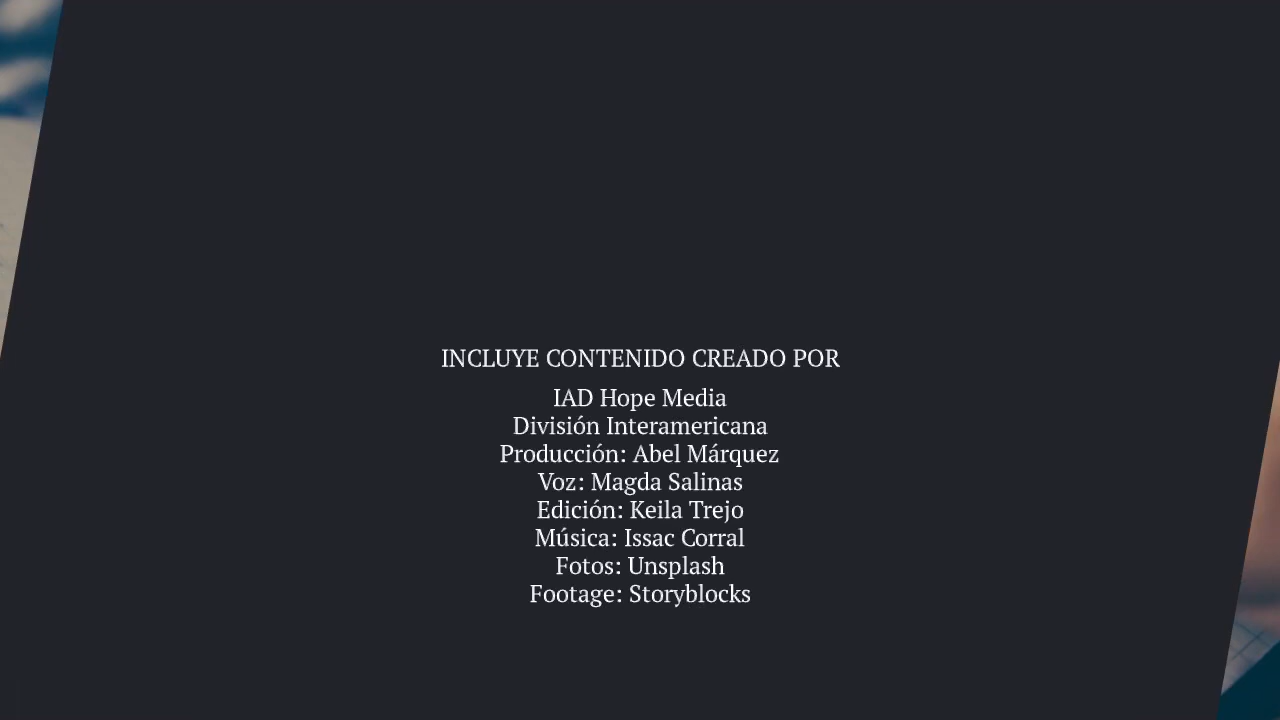 INCLUYE CONTENIDO CREADO POR
IAD Hope Media
División Interamericana
Producción: Abel Márquez
Voz: Magda Salinas
Edición: Keila Trejo
Música: Issac Corral
Fotos: Unsplash
Footage: Storyblocks